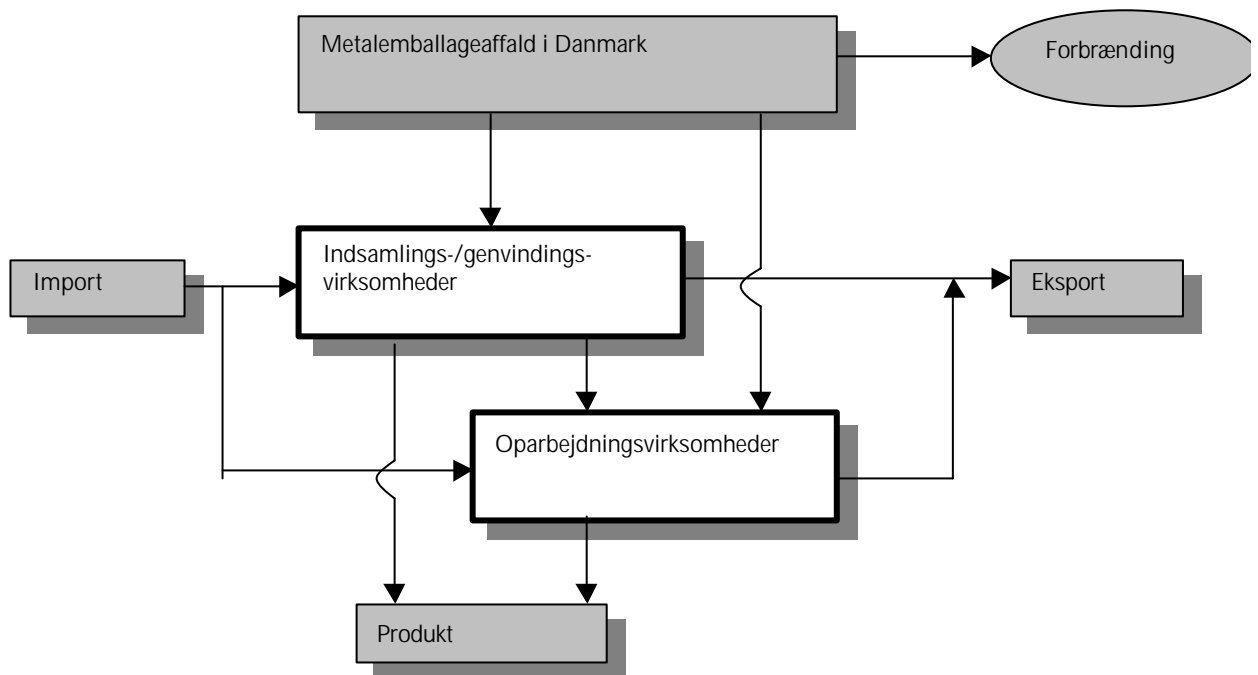 Metalemballageaffald i Danmark
Forbrænding
Indsamlings-/genvindings-
virksomheder
Import
Eksport
Oparbejdningsvirksomheder
Produkt